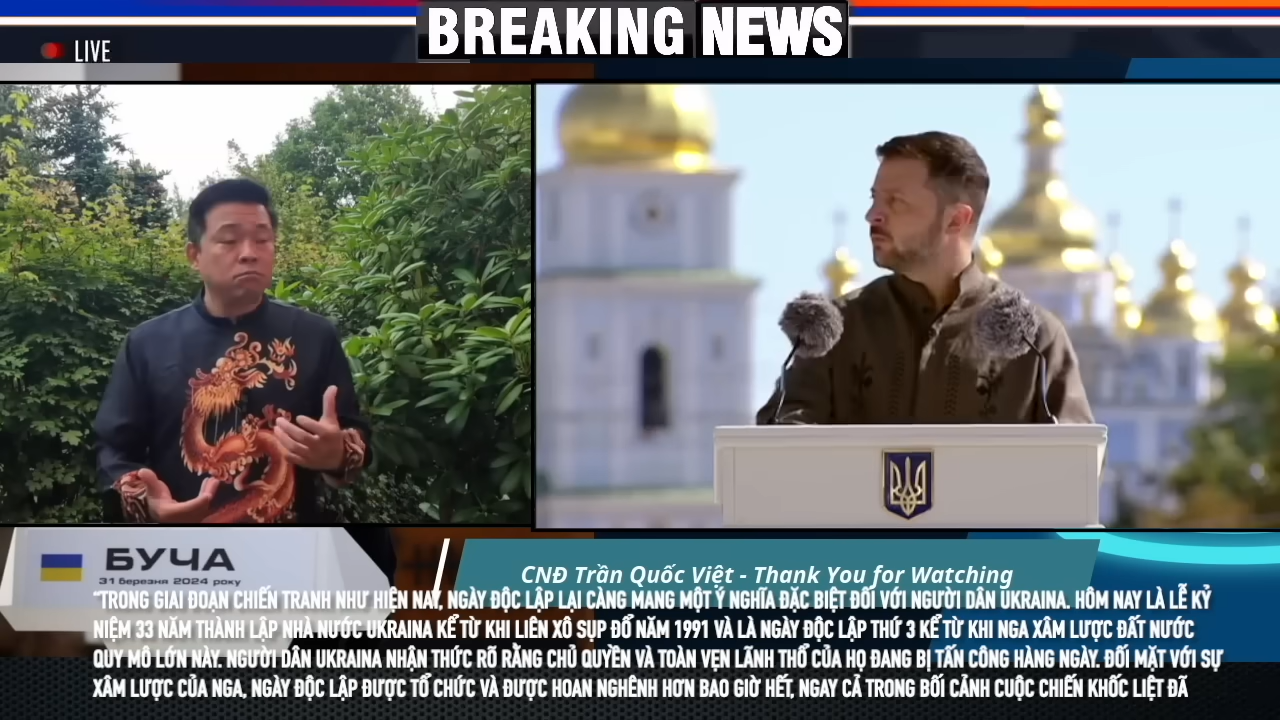 BREAKING NEWS
LIVE
БУЧА
31 березня 2024 року
CNĐ Trần Quốc Việt - Thank You for Watching
“TRONG GIAI ĐOẠN CHIẾN TRANH NHƯ HIỆN NAY, NGÀY ĐỘC LẬP LẠI CÀNG MANG MỘT Ý NGHĨA ĐẶC BIỆT ĐỐI VỚI NGƯỜI DÂN UKRAINA. HÔM NAY LÀ LỄ KỶ
NIỆM 33 NĂM THÀNH LẬP NHÀ NƯỚC UKRAINA KỂ TỪ KHI LIÊN XÔ SỤP ĐỔ NĂM 1991 VÀ LÀ NGÀY ĐỘC LẬP THỨ 3 KỂ TỪ KHI NGA XÂM LƯỢC ĐẤT NƯỚC
QUY MÔ LỚN NÀY. NGƯỜI DÂN UKRAINA NHẬN THỨC RÕ RẰNG CHỦ QUYỀN VÀ TOÀN VẸN LÃNH THỔ CỦA HỌ ĐANG BỊ TẤN CÔNG HÀNG NGÀY. ĐỐI MẶT VỚI SỰ
XÂM LƯỢC CỦA NGA, NGÀY ĐỘC LẬP ĐƯỢC TỔ CHỨC VÀ ĐƯỢC HOAN NGHÊNH HƠN BAO GIỜ HẾT, NGAY CẢ TRONG BỐI CẢNH CUỘC CHIẾN KHỐC LIỆT ĐÃ